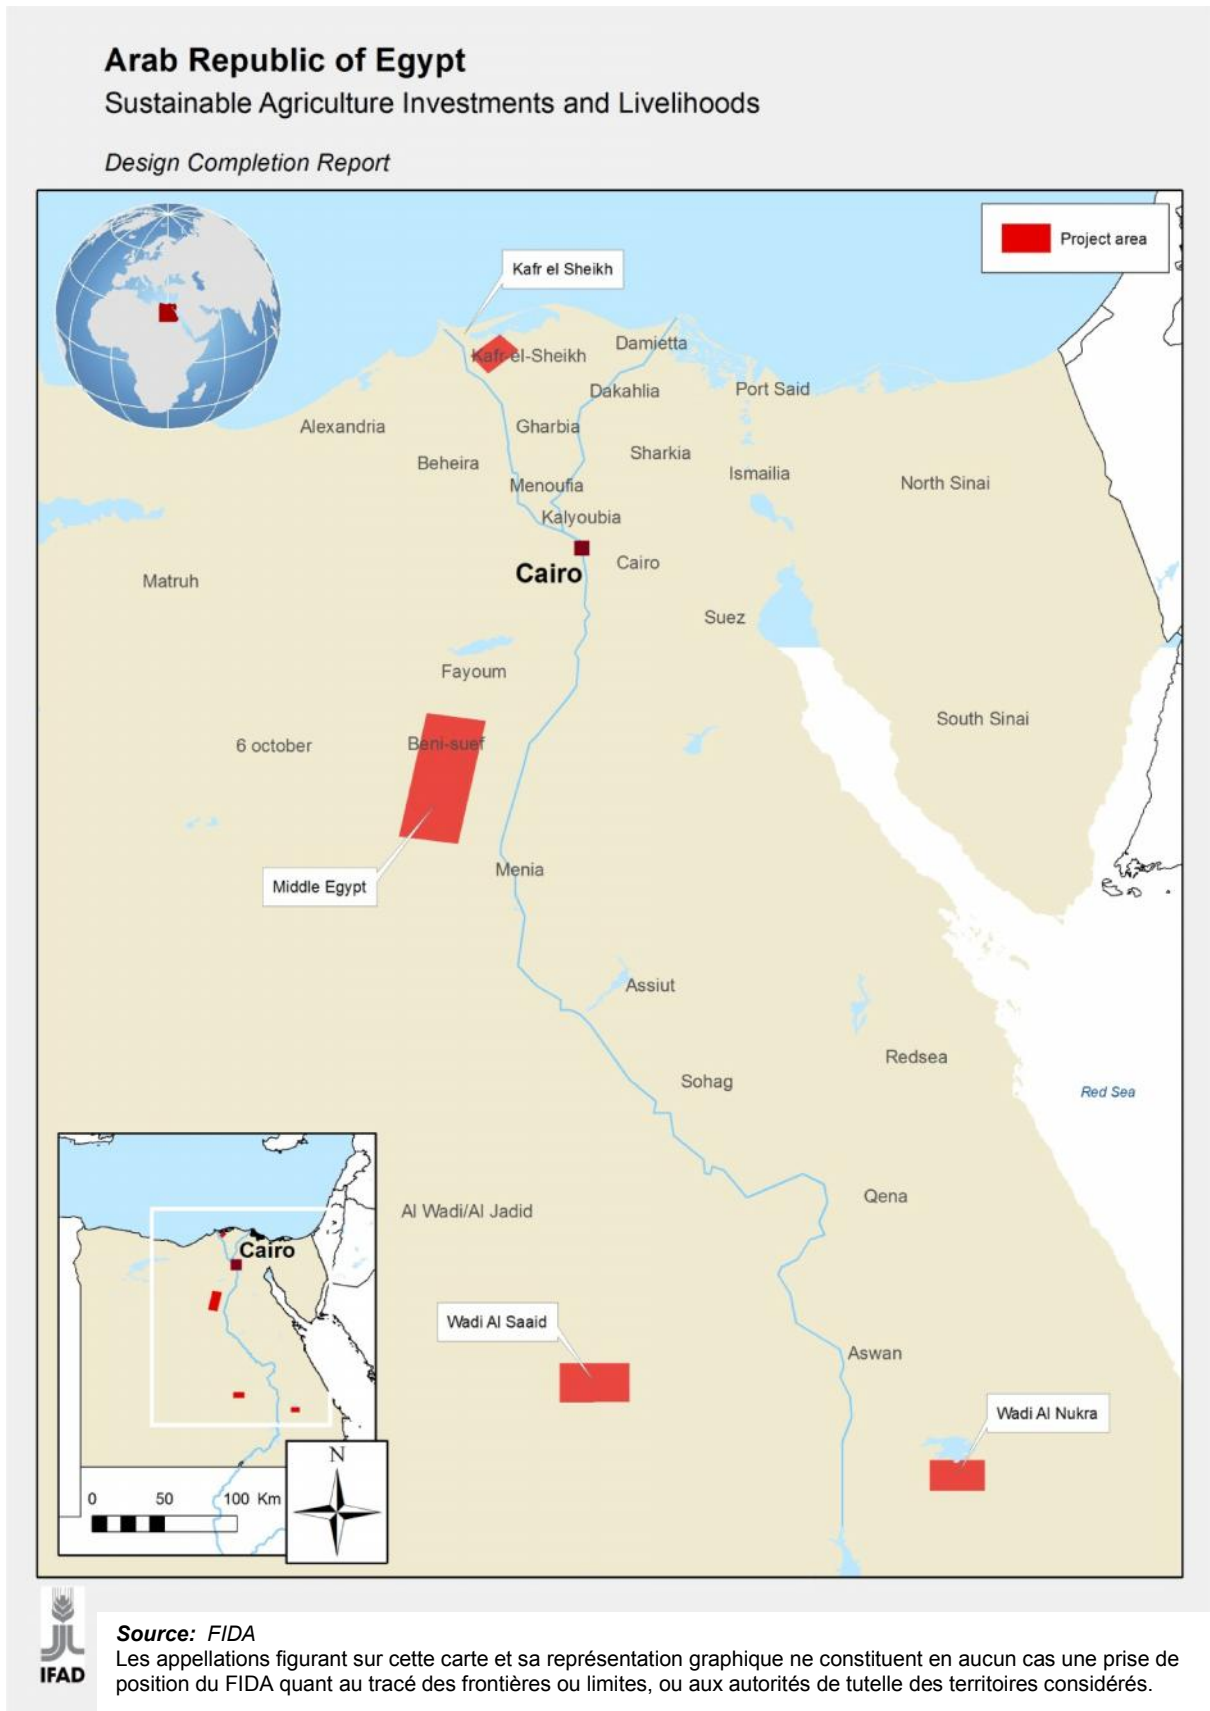 Arab Republic of Egypt
Sustainable Agriculture Investments and Livelihoods
Design Completion Report
Project area
Kafr el Sheikh
Damietta
Kafr-el-Sheikh
Dakahlia
Port Said
Alexandria
Gharbia
Sharkia
Beheira
Ismailia
North Sinai
Menoufia
Kalyoubia
Cairo
Cairo
Matruh
Suez
Fayoum
South Sinai
6 october
Beni-suef
Menia
Middle Egypt
Assiut
Redsea
Sohag
Red Sea
Qena
Al Wadi/Al Jadid
Cairo
Wadi Al Saaid
Aswan
Wadi Al Nukra
N
0 50 100 Km
IFAD
Source: FIDA
Les appellations figurant sur cette carte et sa représentation graphique ne constituent en aucun cas une prise de
position du FIDA quant au tracé des frontières ou limites, ou aux autorités de tutelle des territoires considérés.